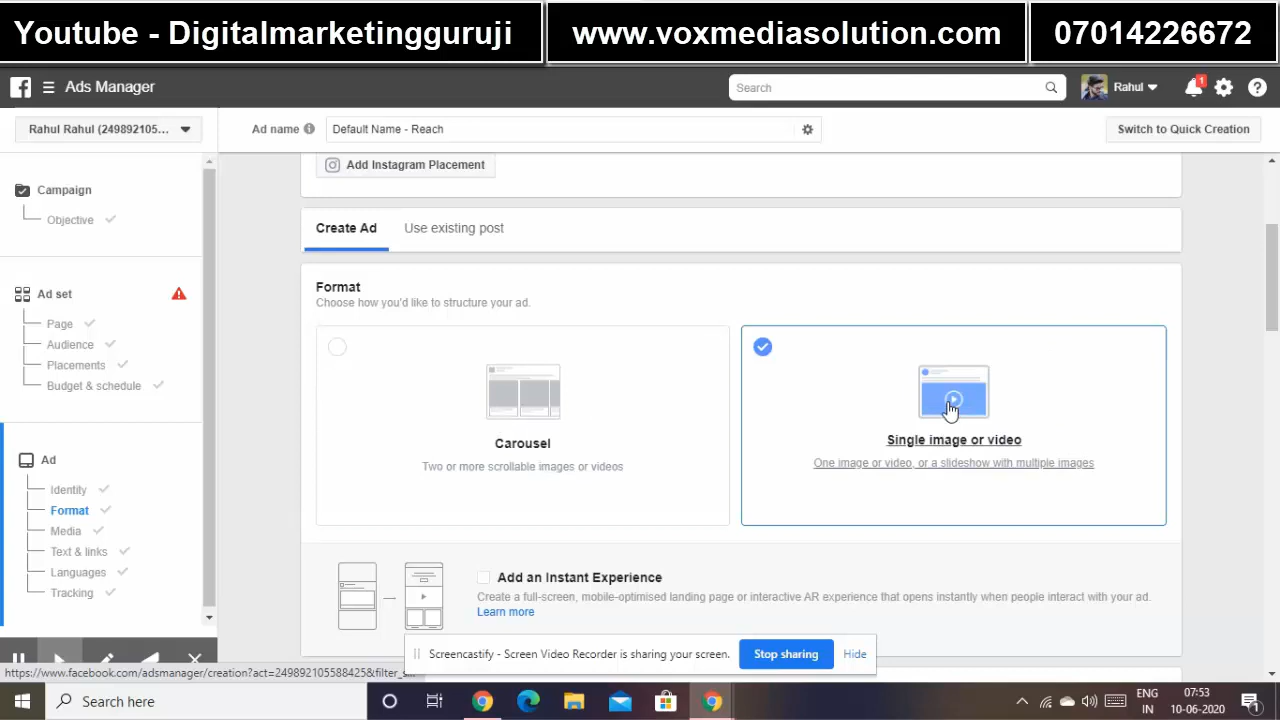 Youtube - Digitalmarketingguruji
www.voxmediasolution.com
07014226672
Ads Manager
Search
Rahul
1
Rahul Rahul (249892105...
Ad name
Default Name - Reach
Switch to Quick Creation
Add Instagram Placement
Campaign
Objective
Create Ad
Use existing post
Format
Choose how you'd like to structure your ad.
Ad set
Page
Audience
Placements
Budget & schedule
Carousel
Two or more scrollable images or videos
Single image or video
One image or video, or a slideshow with multiple images
Ad
Identity
Format
Media
Text & links
Languages
Tracking
Add an Instant Experience
Create a full-screen, mobile-optimised landing page or interactive AR experience that opens instantly when people interact with your ad.
Learn more
Screencastify - Screen Video Recorder is sharing your screen.
Stop sharing
Hide
https://www.facebook.com/adsmanager/creation?act=249892105588425&filter_s...
Search here
ENG
IN
07:53
10-06-2020
1